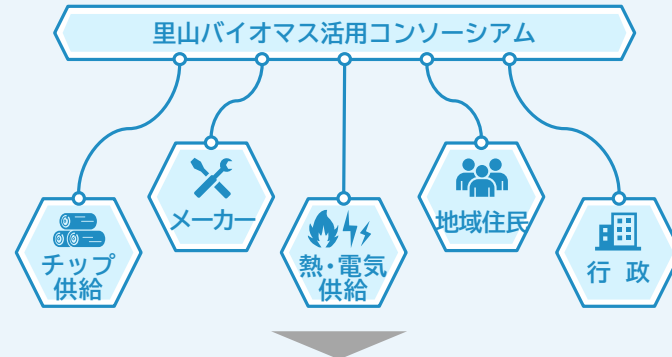 里山バイオマス活用コンソーシアム
チップ
供給
メーカー
熱・電気
供給
地域住民
行 政